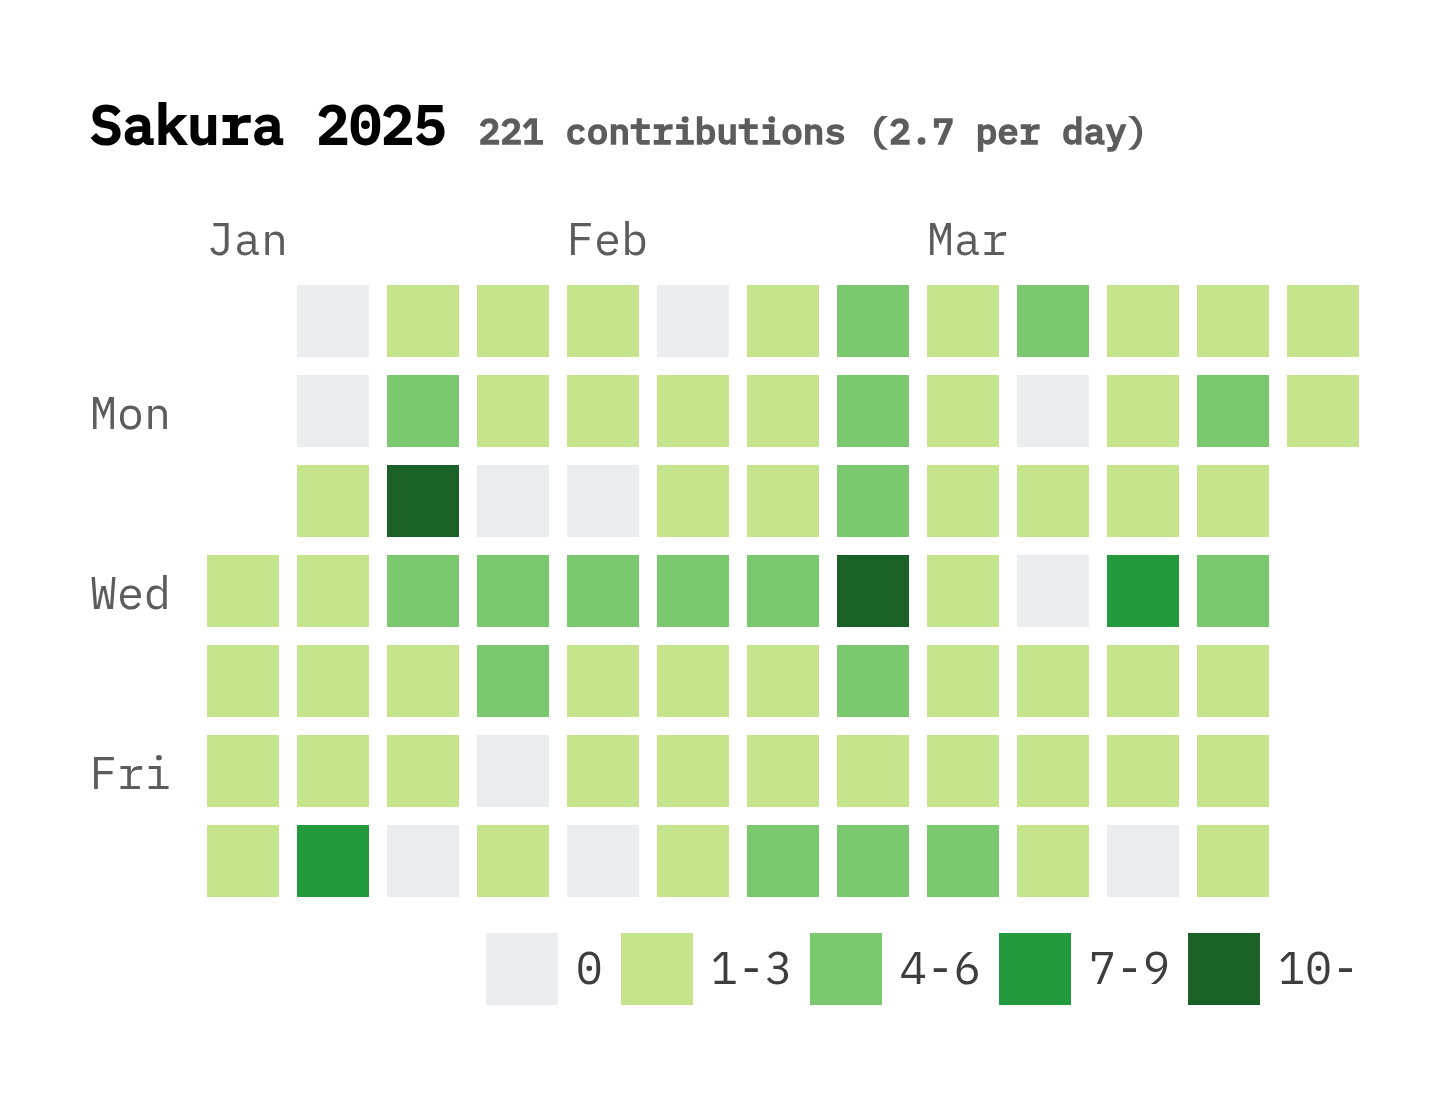 Sakura 2025 221 contributions (2.7 per day)
Jan Feb Mar
Mon
Wed
Fri
0 1-3 4-6 7-9 10-